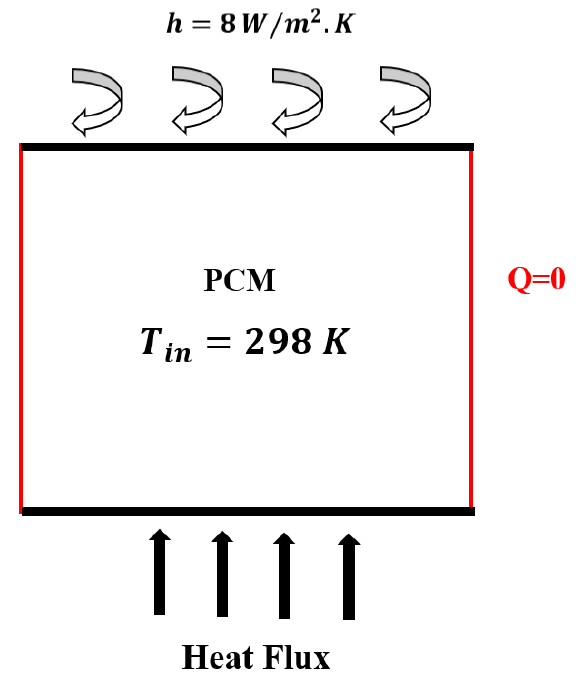 h = 8 W/m². K
PCM
Q=0
T_in = 298 K
Heat Flux